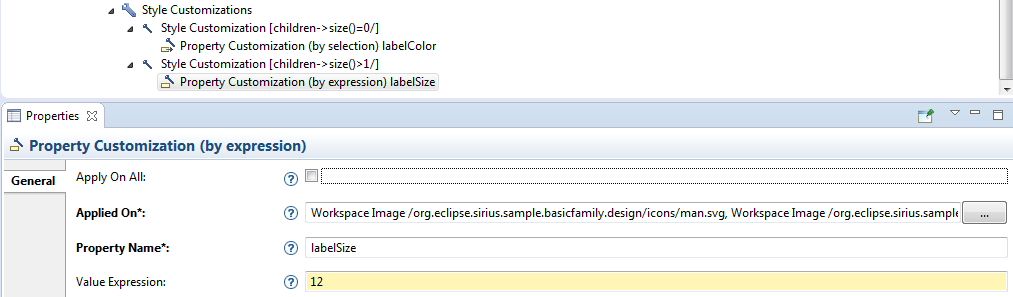 Style Customizations
Style Customization [children->size()=0/]
Property Customization (by selection) labelColor
Style Customization [children->size()>1/]
Property Customization (by expression) labelSize
Properties
Property Customization (by expression)
General
Apply On All:
Applied On*: Workspace Image /org.eclipse.sirius.sample.basicfamily.design/icons/man.svg, Workspace Image /org.eclipse.sirius.sample ...
Property Name*: labelSize
Value Expression: 12